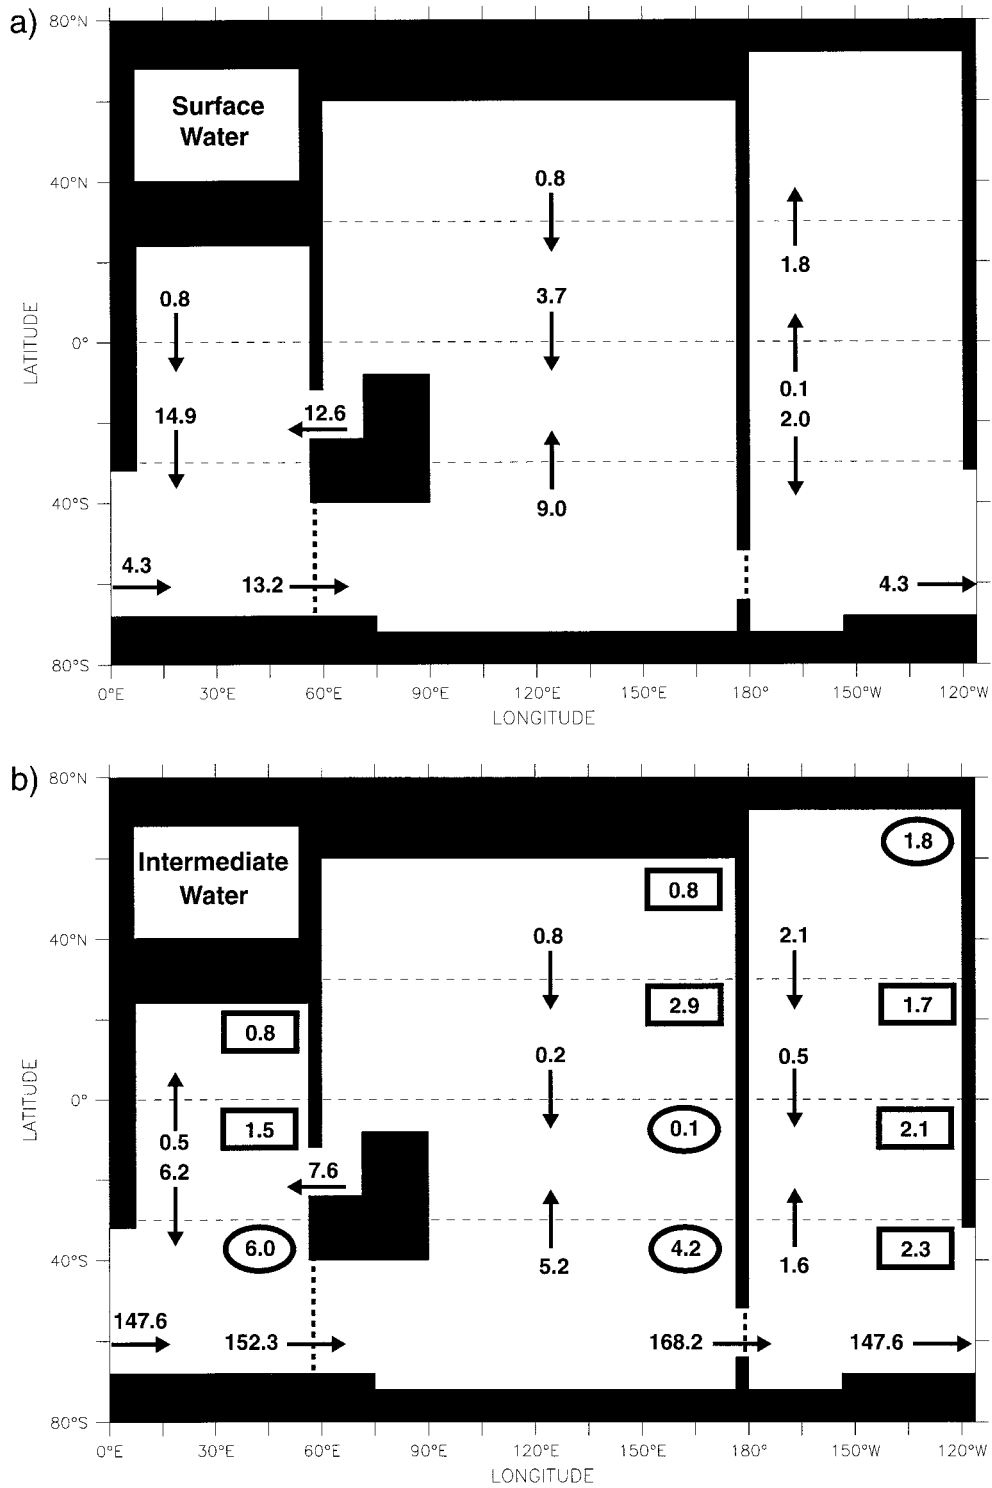 a)
80°N
Surface
Water
40°N
0.8
1.8
0.8
3.7
LATITUDE
0°
14.9
12.6
0.1
2.0
40°S
9.0
4.3
13.2
4.3
80°S
0°E 30°E 60°E 90°E 120°E 150°E 180° 150°W 120°W
LONGITUDE
b)
80°N
1.8
Intermediate
Water
0.8
40°N
0.8
2.1
2.9
1.7
0.8
0.2
0.5
LATITUDE
0°
0.5
1.5
0.1
2.1
6.2
7.6
6.0
4.2
2.3
40°S
5.2
1.6
147.6
152.3
168.2
147.6
80°S
0°E 30°E 60°E 90°E 120°E 150°E 180° 150°W 120°W
LONGITUDE